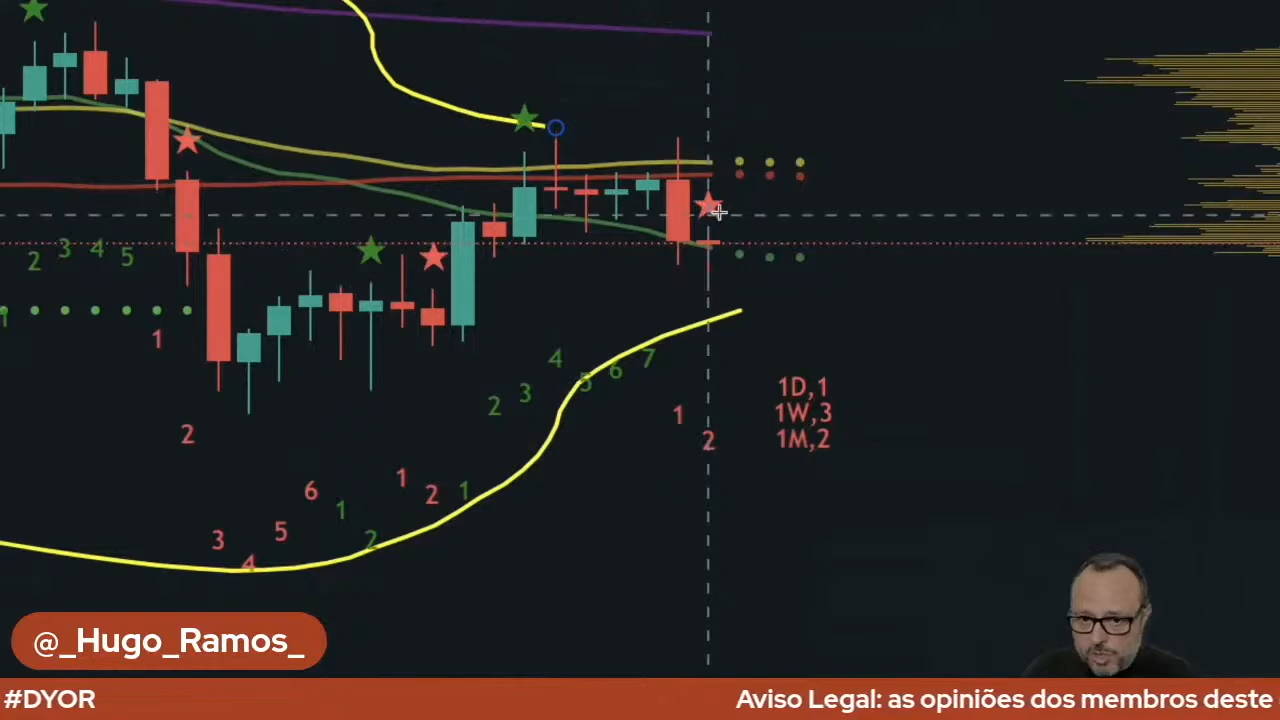 2 3 4 5
1
1
2
3 4 5 6 1 2 1 2 1
2 3 4 5 6 7
1 2
1D,1
1W,3
1M,2
@_Hugo_Ramos_
#DYOR
Aviso Legal: as opiniões dos membros deste